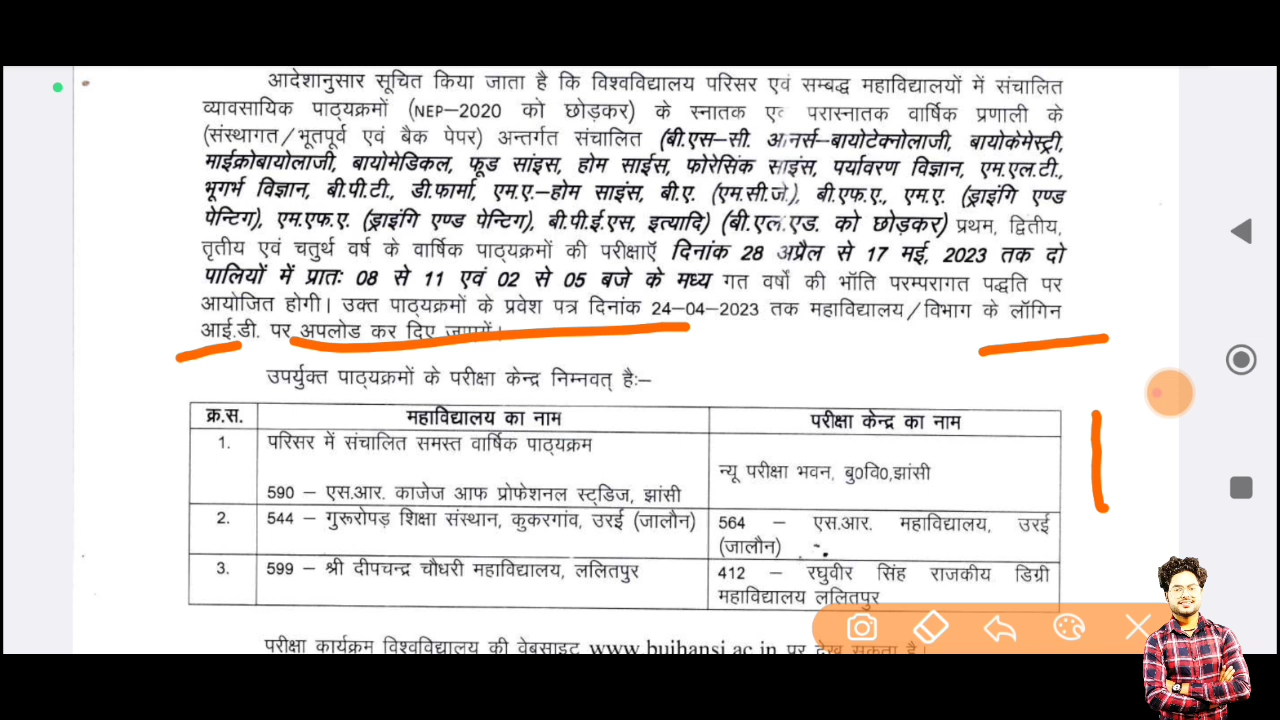 आदेशानुसार सूचित किया जाता है कि विश्वविद्यालय परिसर एवं सम्बद्ध महाविद्यालयों में संचालित
व्यावसायिक पाठ्यक्रमों (NEP–2020 को छोड़कर) के स्नातक एवं परास्नातक वार्षिक प्रणाली के
(संस्थागत/भूतपूर्व एवं बैक पेपर) अन्तर्गत संचालित (बी.एस–सी. आनर्स–बायोटेक्नोलाजी, बायोकेमेस्ट्री,
माईक्रोबायोलाजी, बायोमेडिकल, फूड सांइस, होम साईस, फोरेसिंक साइंस, पर्यावरण विज्ञान, एम.एल.टी.,
भूगर्भ विज्ञान, बी.पी.टी., डी.फार्मा, एम.ए.–होम साइंस, बी.ए. (एम.सी.जे.), बी.एफ.ए., एम.ए. (ड्राइंगि एण्ड
पेन्टिग), एम.एफ.ए. (ड्राइंगि एण्ड पेन्टिग), बी.पी.ई.एस, इत्यादि) (बी.एल.एड. को छोड़कर) प्रथम, द्वितीय,
तृतीय एवं चतुर्थ वर्ष के वार्षिक पाठ्यक्रमों की परीक्षाऍ दिनांक 28 अप्रैल से 17 मई, 2023 तक दो
पालियों में प्रातः 08 से 11 एवं 02 से 05 बजे के मध्य गत वर्षो की भॉति परम्परागत पद्धति पर
आयोजित होगी। उक्त पाठ्यक्रमों के प्रवेश पत्र दिनांक 24–04–2023 तक महाविद्यालय/विभाग के लॉगिन
आई.डी. पर अपलोड कर दिए जायगें।
उपर्युक्त पाठ्यक्रमों के परीक्षा केन्द्र निम्नवत् हैः–
क्र.स. महाविद्यालय का नाम परीक्षा केन्द्र का नाम
1. परिसर में संचालित समस्त वार्षिक पाठ्यक्रम
न्यू परीक्षा भवन, बु0वि0,झांसी
590 – एस.आर. काजेज आफ प्रोफेशनल स्ट्डिज, झांसी
2. 544 – गुरूरोपड़ शिक्षा संस्थान, कुकरगांव, उरई (जालौन) 564 – एस.आर. महाविद्यालय, उरई
(जालौन)
3. 599 – श्री दीपचन्द्र चौधरी महाविद्यालय, ललितपुर 412 – रघुवीर सिंह राजकीय डिग्री
महाविद्यालय ललितपुर
परीक्षा कार्यक्रम विश्वविद्यालय की वेबसाइट www.bujhansi.ac.in पर देख सकता है।